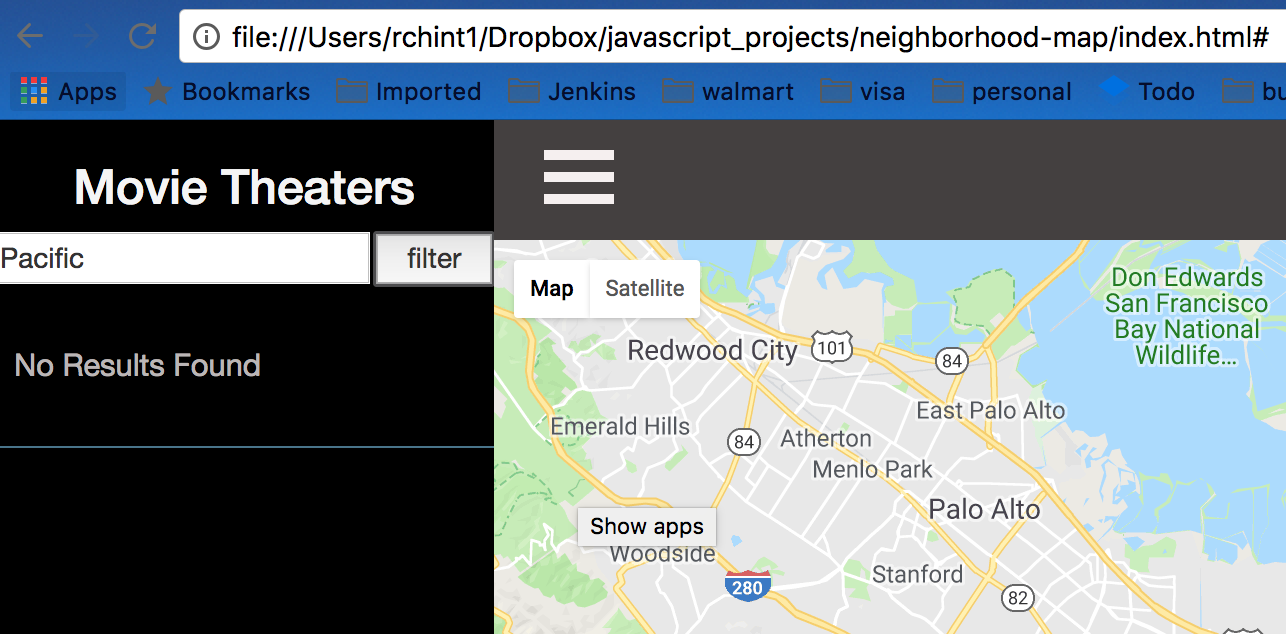 file:///Users/rchint1/Dropbox/javascript_projects/neighborhood-map/index.html#
Apps Bookmarks Imported Jenkins walmart visa personal Todo bu
Movie Theaters
Pacific filter
No Results Found
Map Satellite
Don Edwards
San Francisco
Bay National
Wildlife...
Redwood City 101
84
East Palo Alto
Emerald Hills 84 Atherton
Menlo Park
Palo Alto
Show apps
Woodside
Stanford
280
82